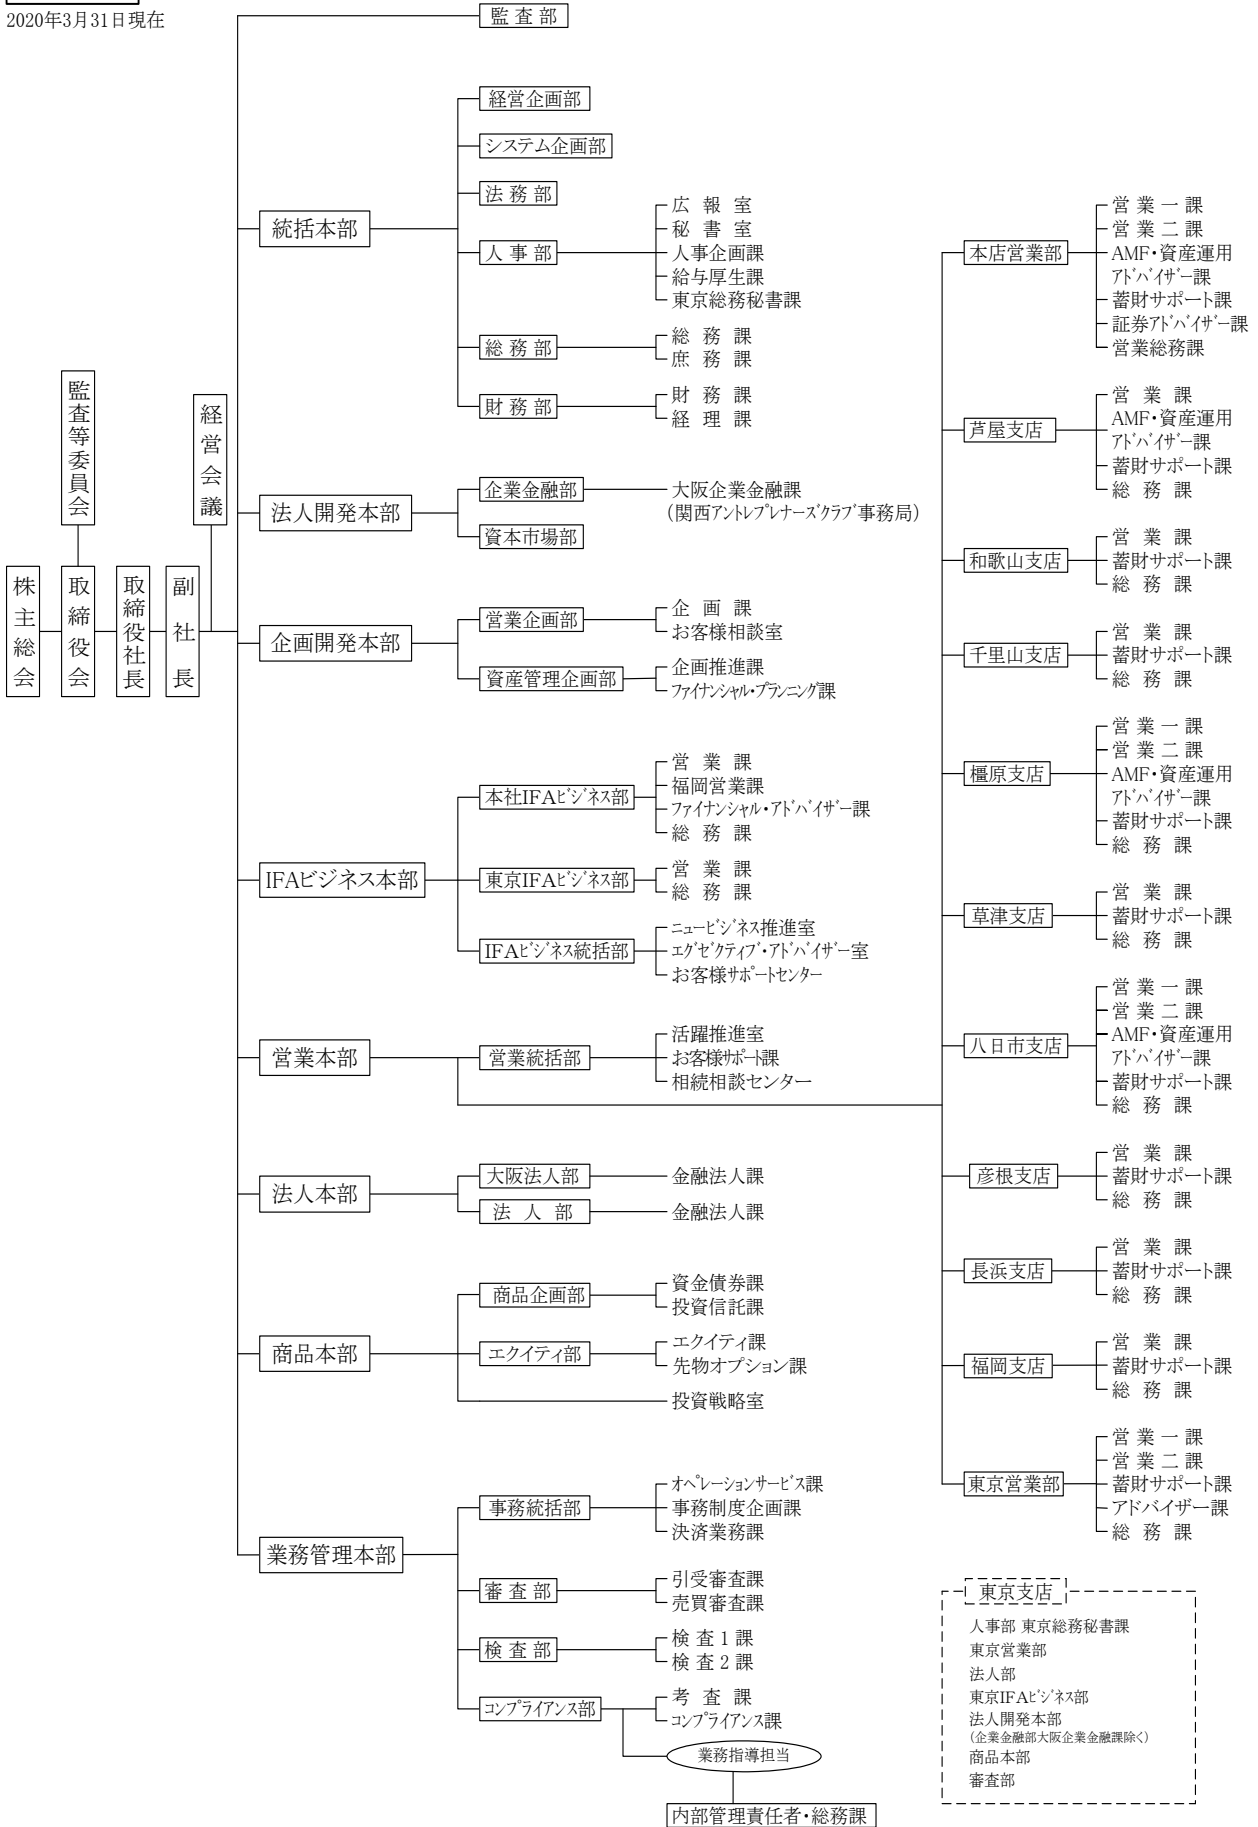 2020年3月31日現在
株主総会
取締役会
監査等委員会
取締役社長
副社長
経営会議
監査部
統括本部
経営企画部
システム企画部
法務部
人事部
広報室
秘書室
人事企画課
給与厚生課
東京総務秘書課
総務部
総務課
庶務課
財務部
財務課
経理課
法人開発本部
企業金融部
大阪企業金融課
（関西アントレプレナーズクラブ事務局）
資本市場部
企画開発本部
営業企画部
企画課
お客様相談室
資産管理企画部
企画推進課
ファイナンシャル・プランニング課
IFAビジネス本部
本社IFAビジネス部
営業課
福岡営業課
ファイナンシャル・アドバイザー課
総務課
東京IFAビジネス部
営業課
総務課
IFAビジネス統括部
ニュービジネス推進室
エグゼクティブ・アドバイザー室
お客様サポートセンター
営業本部
営業統括部
活躍推進室
お客様サポート課
相続相談センター
法人本部
大阪法人部
金融法人課
法人部
金融法人課
商品本部
商品企画部
資金債券課
投資信託課
エクイティ部
エクイティ課
先物オプション課
投資戦略室
業務管理本部
事務統括部
オペレーションサービス課
事務制度企画課
決済業務課
審査部
引受審査課
売買審査課
検査部
検査1課
検査2課
コンプライアンス部
考査課
コンプライアンス課
業務指導担当
内部管理責任者・総務課
本店営業部
営業一課
営業二課
AMF・資産運用
アドバイザー課
蓄財サポート課
証券アドバイザー課
営業総務課
芦屋支店
営業課
AMF・資産運用
アドバイザー課
蓄財サポート課
総務課
和歌山支店
営業課
蓄財サポート課
総務課
千里山支店
営業課
蓄財サポート課
総務課
橿原支店
営業一課
営業二課
AMF・資産運用
アドバイザー課
蓄財サポート課
総務課
草津支店
営業課
蓄財サポート課
総務課
八日市支店
営業一課
営業二課
AMF・資産運用
アドバイザー課
蓄財サポート課
総務課
彦根支店
営業課
蓄財サポート課
総務課
長浜支店
営業課
蓄財サポート課
総務課
福岡支店
営業課
蓄財サポート課
総務課
東京営業部
営業一課
営業二課
蓄財サポート課
アドバイザー課
総務課
東京支店
人事部 東京総務秘書課
東京営業部
法人部
東京IFAビジネス部
法人開発本部
(企業金融部大阪企業金融課除く)
商品本部
審査部